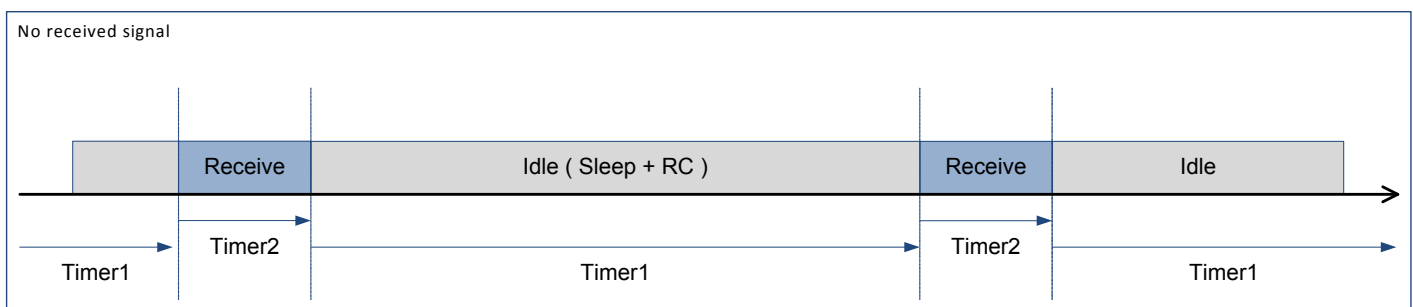 No received signal
Receive
Idle ( Sleep + RC )
Receive
Idle
Timer2
Timer2
Timer1
Timer1
Timer1